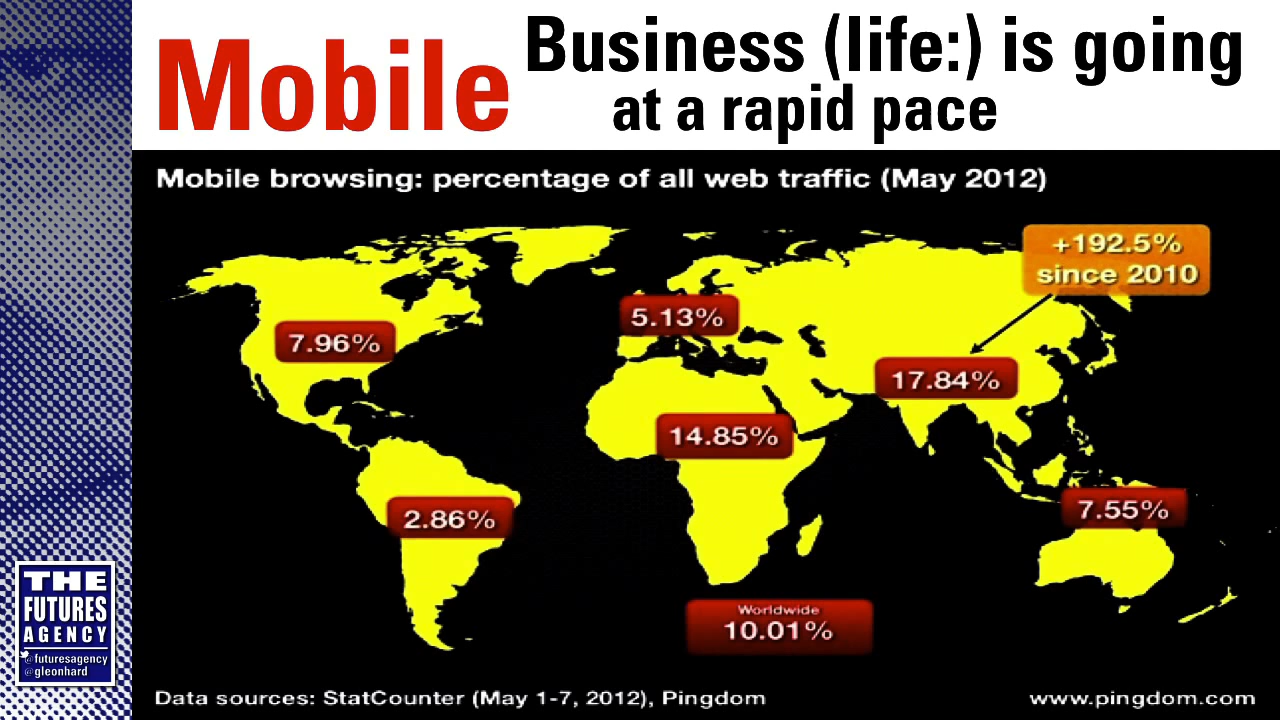 Mobile
Business (life:) is going
at a rapid pace
Mobile browsing: percentage of all web traffic (May 2012)
+192.5%
since 2010
5.13%
7.96%
17.84%
14.85%
2.86%
7.55%
Worldwide
10.01%
THE
FUTURES
AGENCY
@futuresagency
@gleonhard
Data sources: StatCounter (May 1-7, 2012), Pingdom
www.pingdom.com